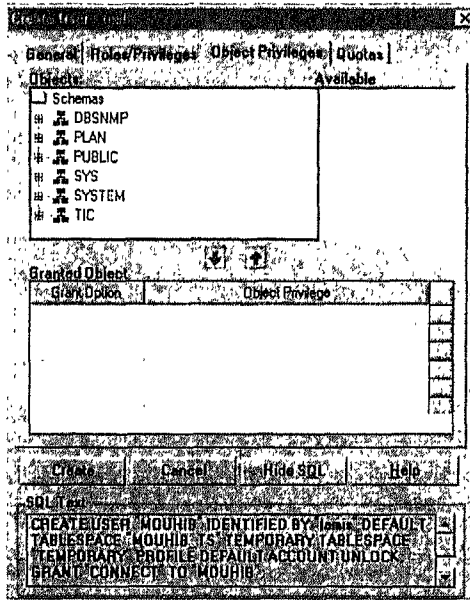 General Roles/Privileges Object Privileges Quotas
Objects: Available
Schemas
DBSNMP
PLAN
PUBLIC
SYS
SYSTEM
TIC
Granted Object
Grant Option Object Privilege
Create Cancel Hide SQL Help
SQL Text
CREATE USER "MOUHIB" IDENTIFIED BY DEFAULT
TABLESPACE "MOUHIB_TS" TEMPORARY TABLESPACE
"TEMPORARY" PROFILE DEFAULT ACCOUNT UNLOCK
GRANT "CONNECT" TO "MOUHIB"